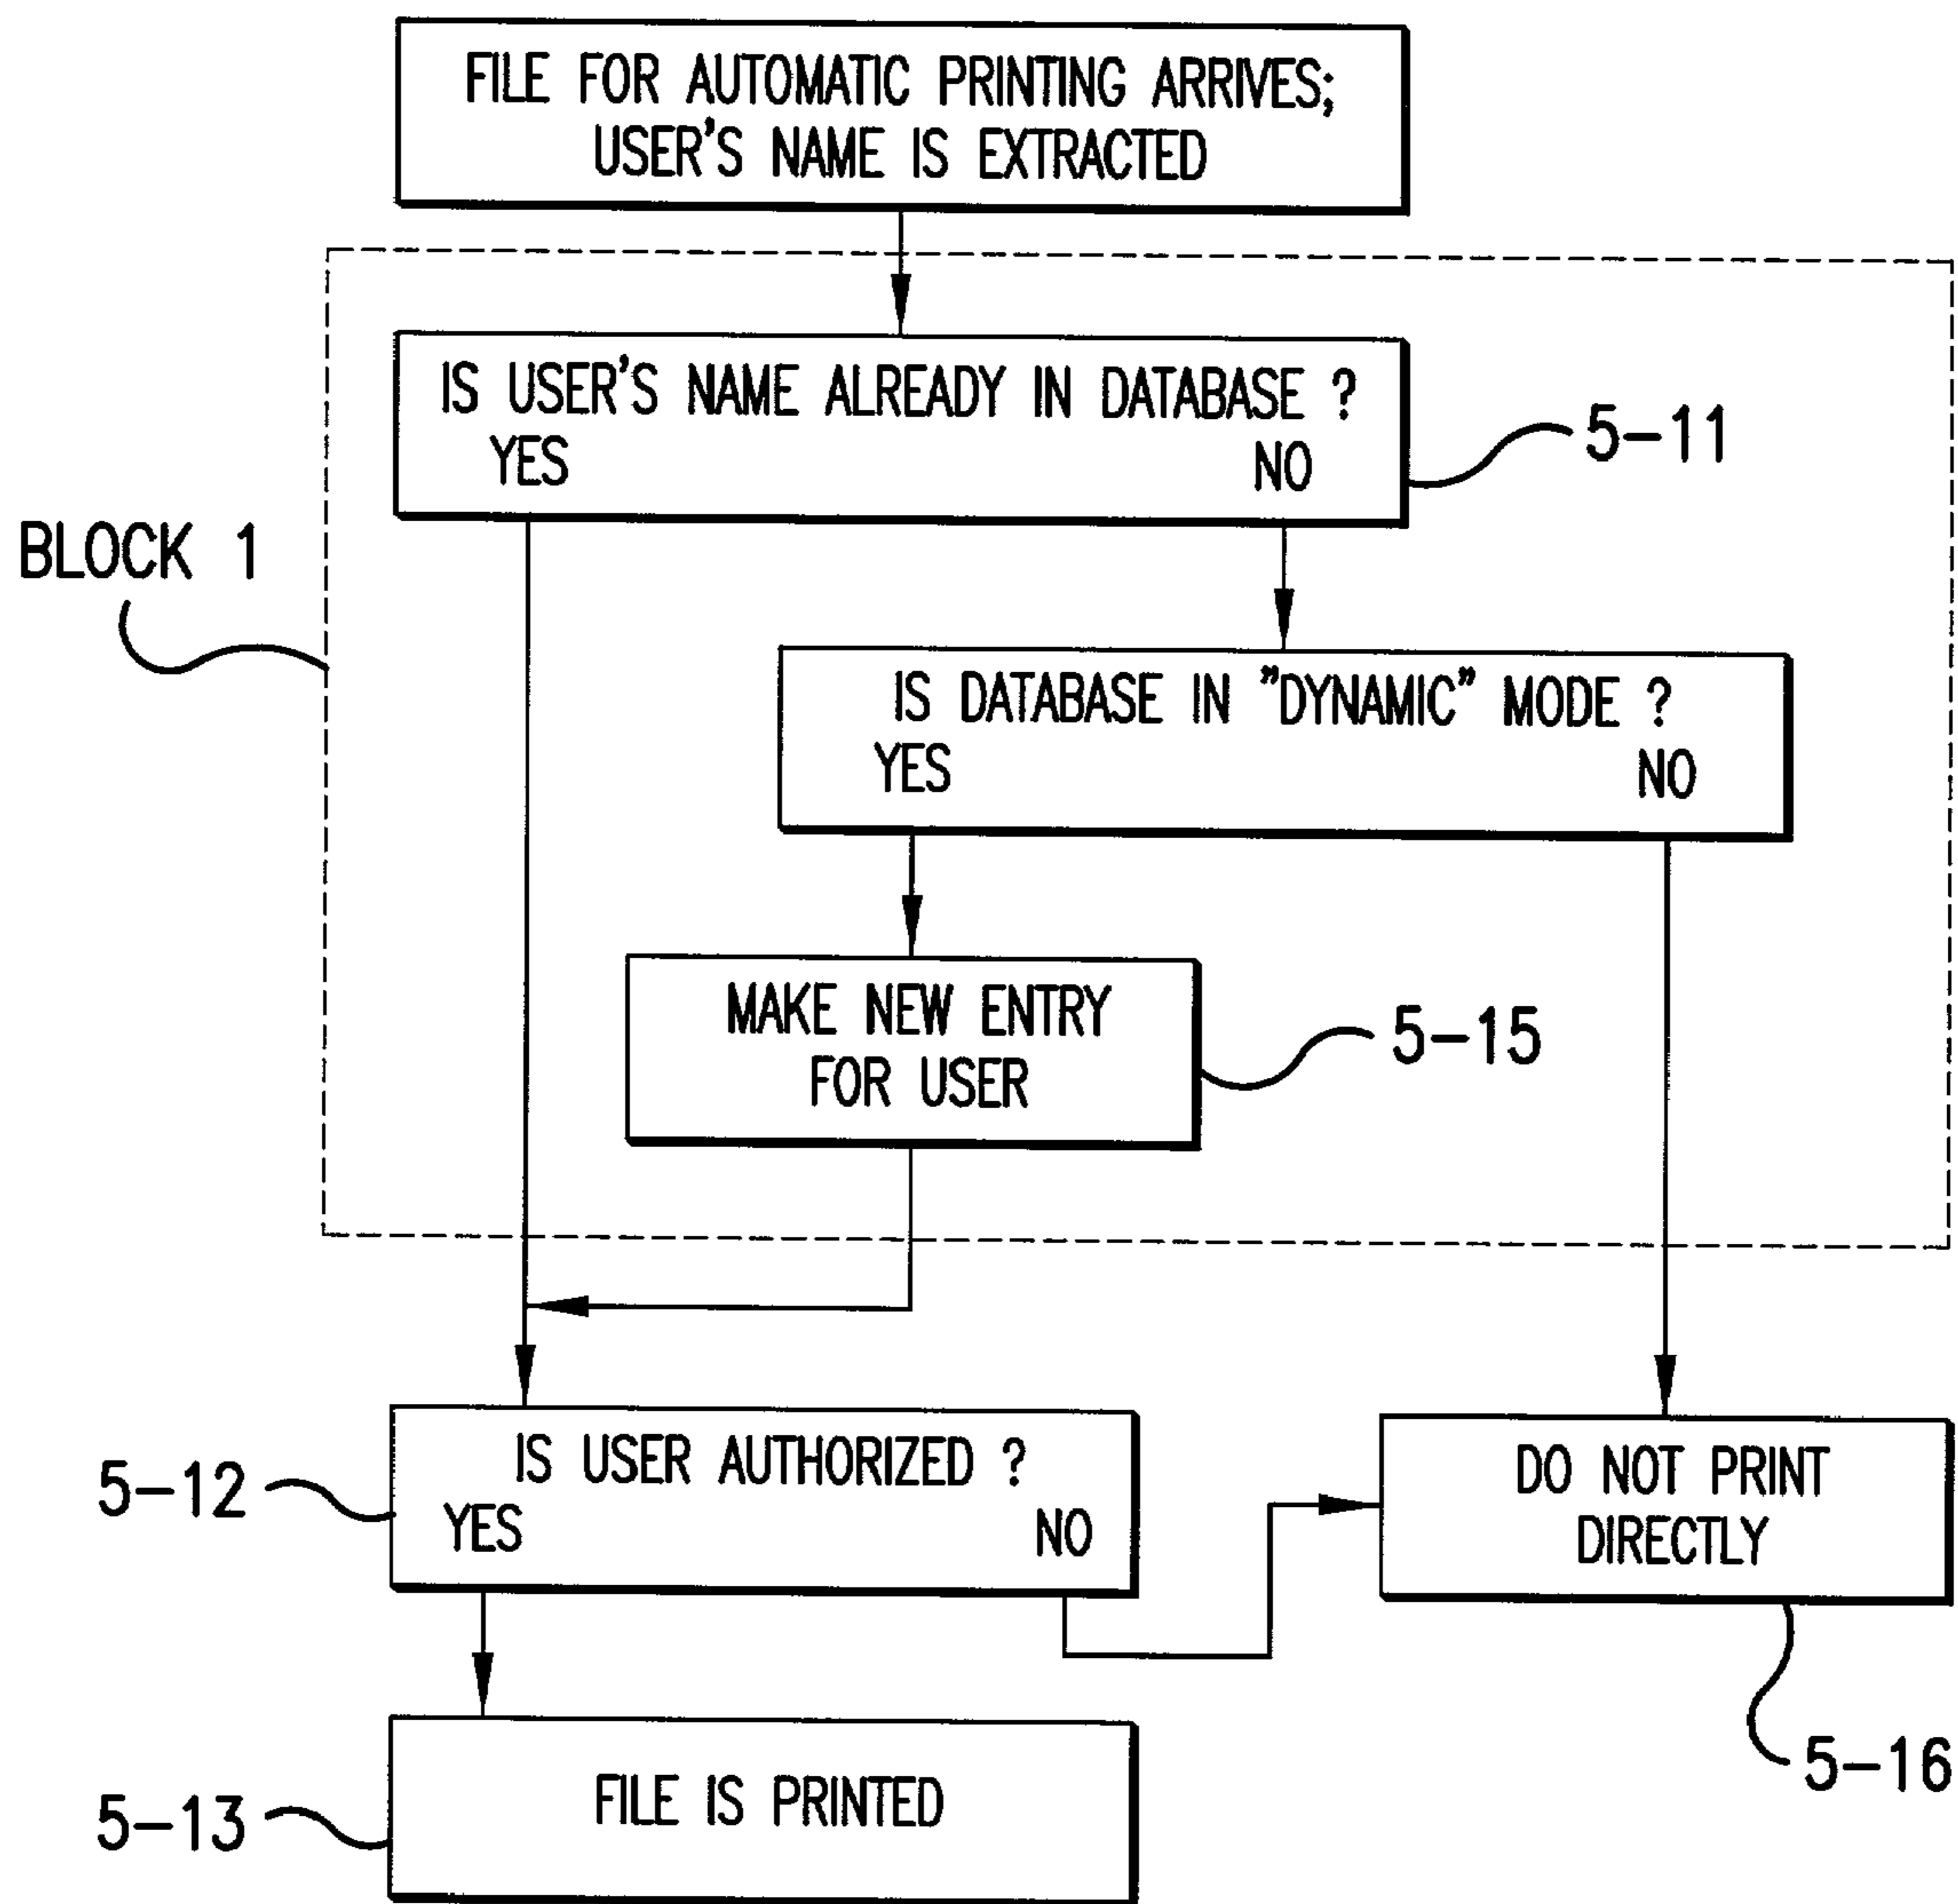 FILE FOR AUTOMATIC PRINTING ARRIVES;
USER'S NAME IS EXTRACTED
IS USER'S NAME ALREADY IN DATABASE ?
YES NO
5-11
BLOCK 1
IS DATABASE IN "DYNAMIC" MODE ?
YES NO
MAKE NEW ENTRY
FOR USER
5-15
IS USER AUTHORIZED ?
YES NO
5-12
DO NOT PRINT
DIRECTLY
5-16
FILE IS PRINTED
5-13